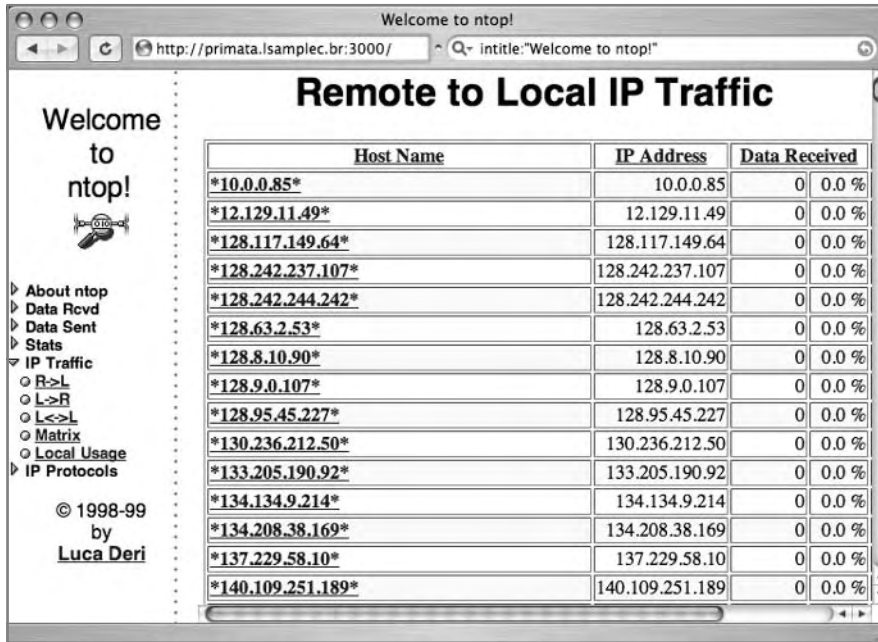 Welcome to ntop!
http://primata.lsamplec.br:3000/
intitle:"Welcome to ntop!"
Welcome
to
ntop!
About ntop
Data Rcvd
Data Sent
Stats
IP Traffic
R->L
L->R
L<->L
Matrix
Local Usage
IP Protocols
© 1998-99
by
Luca Deri
Remote to Local IP Traffic
Host Name IP Address Data Received
*10.0.0.85* 10.0.0.85 0 0.0 %
*12.129.11.49* 12.129.11.49 0 0.0 %
*128.117.149.64* 128.117.149.64 0 0.0 %
*128.242.237.107* 128.242.237.107 0 0.0 %
*128.242.244.242* 128.242.244.242 0 0.0 %
*128.63.2.53* 128.63.2.53 0 0.0 %
*128.8.10.90* 128.8.10.90 0 0.0 %
*128.9.0.107* 128.9.0.107 0 0.0 %
*128.95.45.227* 128.95.45.227 0 0.0 %
*130.236.212.50* 130.236.212.50 0 0.0 %
*133.205.190.92* 133.205.190.92 0 0.0 %
*134.134.9.214* 134.134.9.214 0 0.0 %
*134.208.38.169* 134.208.38.169 0 0.0 %
*137.229.58.10* 137.229.58.10 0 0.0 %
*140.109.251.189* 140.109.251.189 0 0.0 %